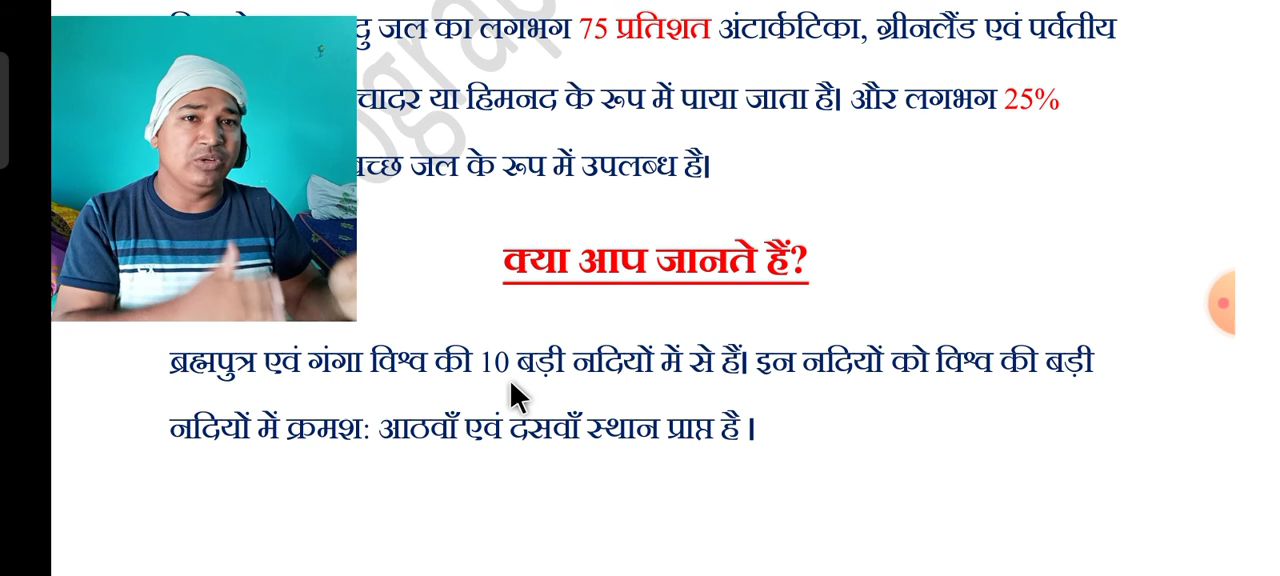 जल का लगभग 75 प्रतिशत अंटार्कटिका, ग्रीनलैंड एवं पर्वतीय
चादर या हिमनद के रूप में पाया जाता है। और लगभग 25%
जल के रूप में उपलब्ध है।
क्या आप जानते हैं?
ब्रह्मपुत्र एवं गंगा विश्व की 10 बड़ी नदियों में से हैं। इन नदियों को विश्व की बड़ी
नदियों में क्रमश: आठवाँ एवं दसवाँ स्थान प्राप्त है ।